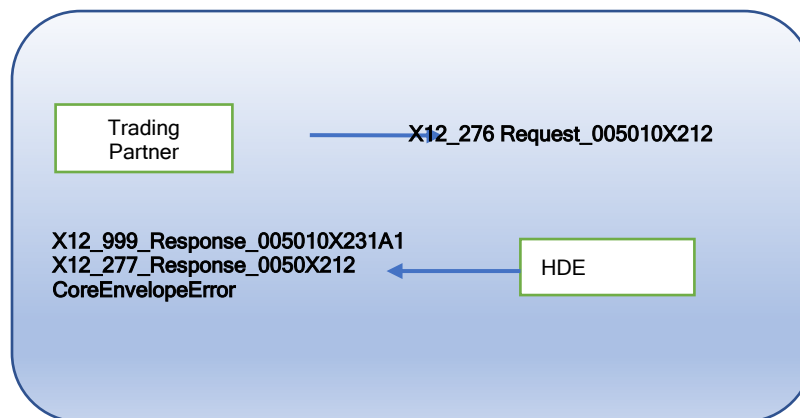 Trading
Partner
X12_276 Request_005010X212
X12_999_Response_005010X231A1
X12_277_Response_0050X212
CoreEnvelopeError
HDE